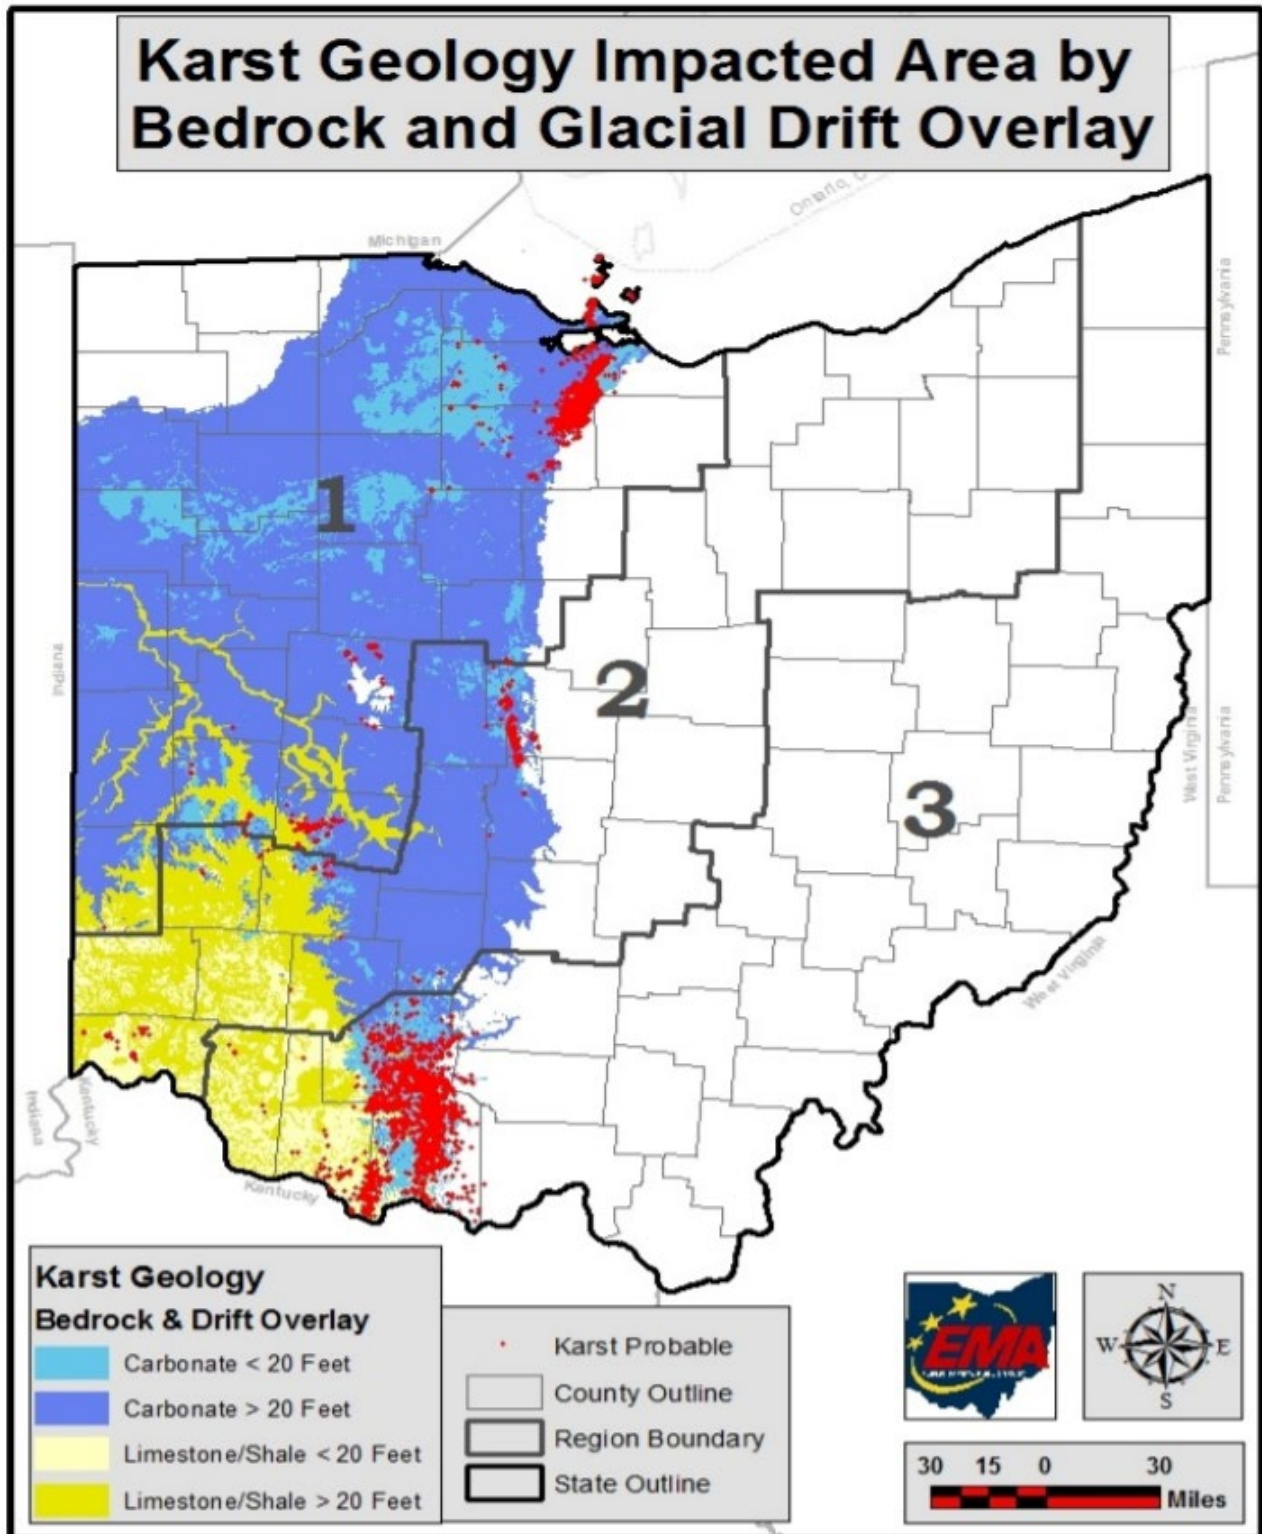 Karst Geology Impacted Area by
Bedrock and Glacial Drift Overlay
Ontario, C
Michigan
Pennsylvania
1
2
Indiana
West Virginia
Pennsylvania
3
West Virginia
Kentucky
Indiana
Kentucky
Karst Geology
Bedrock & Drift Overlay
Carbonate < 20 Feet
Carbonate > 20 Feet
Limestone/Shale < 20 Feet
Limestone/Shale > 20 Feet
Karst Probable
County Outline
Region Boundary
State Outline
EMA
N
W E
S
30 15 0 30
Miles